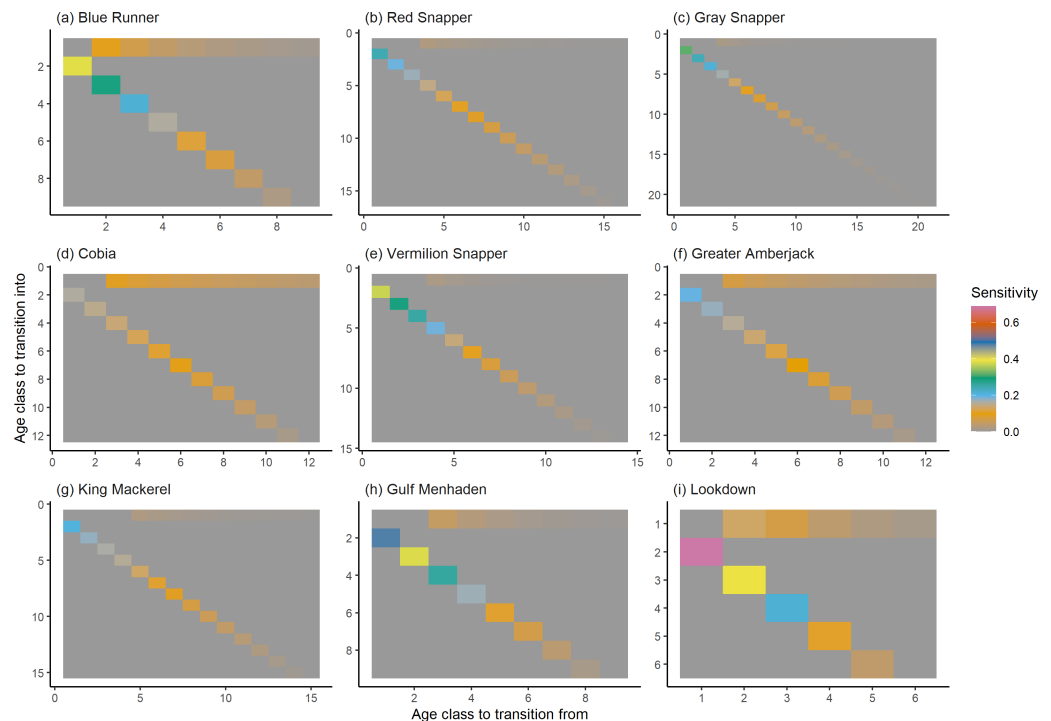 (a) Blue Runner
2
4
6
8
2 4 6 8
(b) Red Snapper
0
5
10
15
0 5 10 15
(c) Gray Snapper
0
5
10
15
20
0 5 10 15 20
(d) Cobia
0
2
4
6
8
10
12
0 2 4 6 8 10 12
(e) Vermilion Snapper
0
5
10
15
0 5 10 15
(f) Greater Amberjack
0
2
4
6
8
10
12
0 2 4 6 8 10 12
(g) King Mackerel
0
5
10
15
0 5 10 15
(h) Gulf Menhaden
2
4
6
8
2 4 6 8
(i) Lookdown
1
2
3
4
5
6
1 2 3 4 5 6
Age class to transition into
Age class to transition from
Sensitivity
0.6
0.4
0.2
0.0